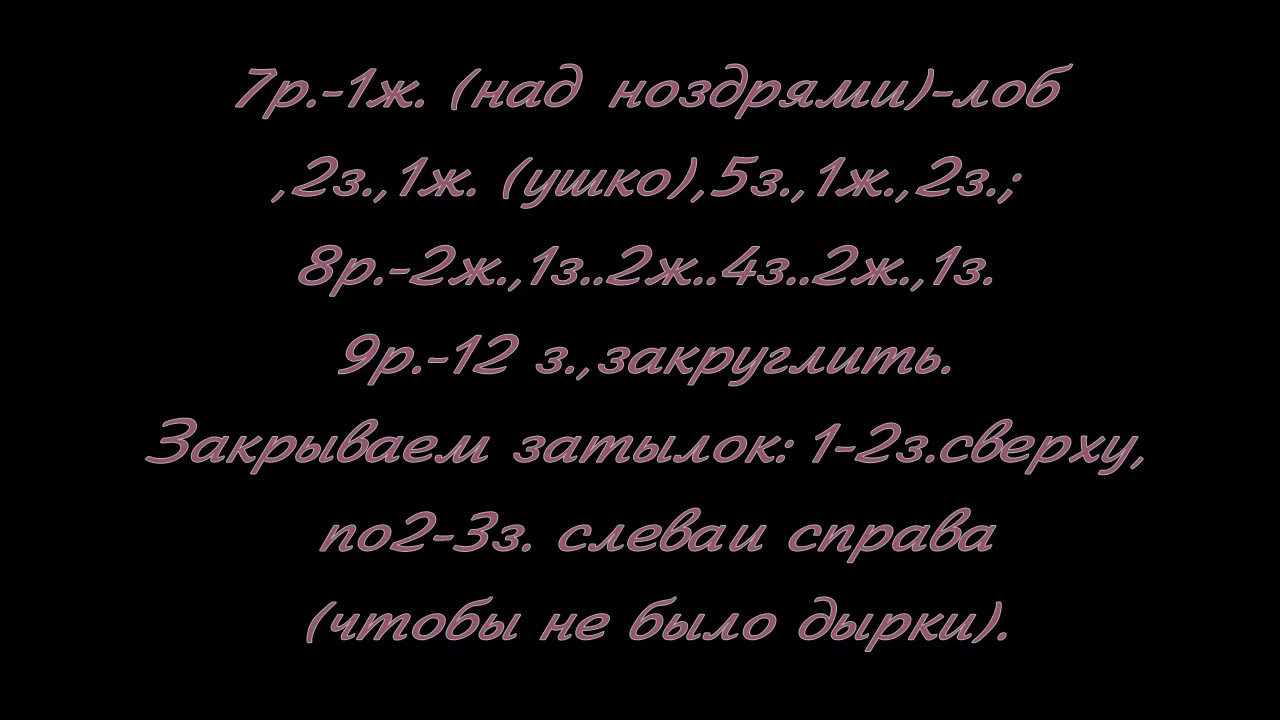 7р.-1ж. (над ноздрями)-лоб
,2з.,1ж. (ушко),5з.,1ж.,2з.;
8р.-2ж.,1з..2ж..4з..2ж.,1з.
9р.-12 з.,закруглить.
Закрываем затылок: 1-2з.сверху,
по2-3з. слеваи справа
(чтобы не было дырки).